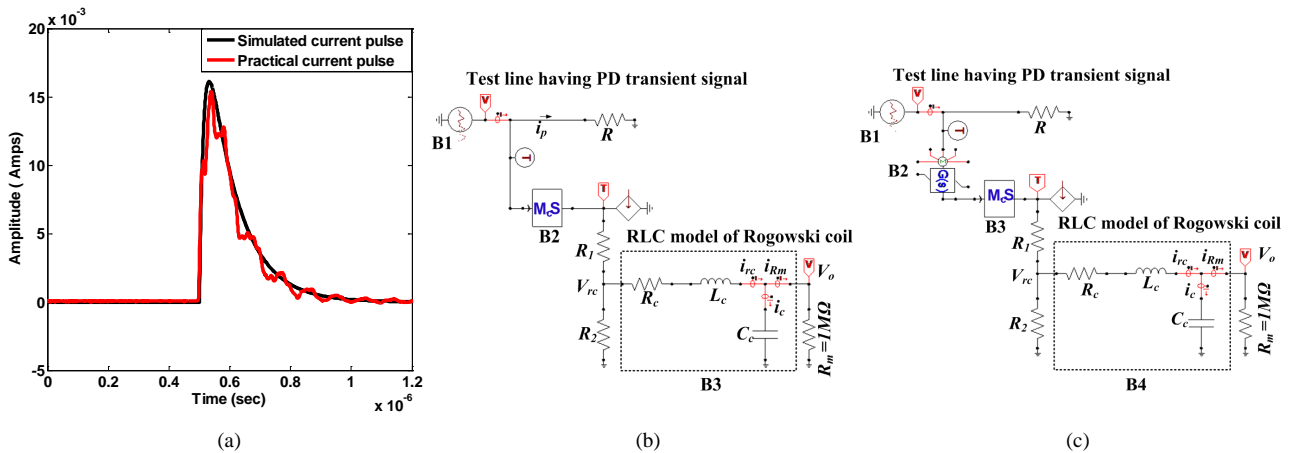 20 x 10^-3
Simulated current pulse
Practical current pulse
15
10
5
0
-5
Amplitude ( Amps)
0 0.2 0.4 0.6 0.8 1 1.2
Time (sec)
x 10^-6
(a)
Test line having PD transient signal
V
B1
i_p
R
T
M_cS
T
B2
R_1
RLC model of Rogowski coil
i_rc
i_Rm
V
V_o
V_rc
R_c
L_c
i_c
R_2
C_c
R_m=1MΩ
B3
(b)
Test line having PD transient signal
V
B1
R
T
M
B2
G(s)
M_cS
T
B3
R_1
RLC model of Rogowski coil
i_rc
i_Rm
V
V_o
V_rc
R_c
L_c
i_c
R_2
C_c
R_m=1MΩ
B4
(c)